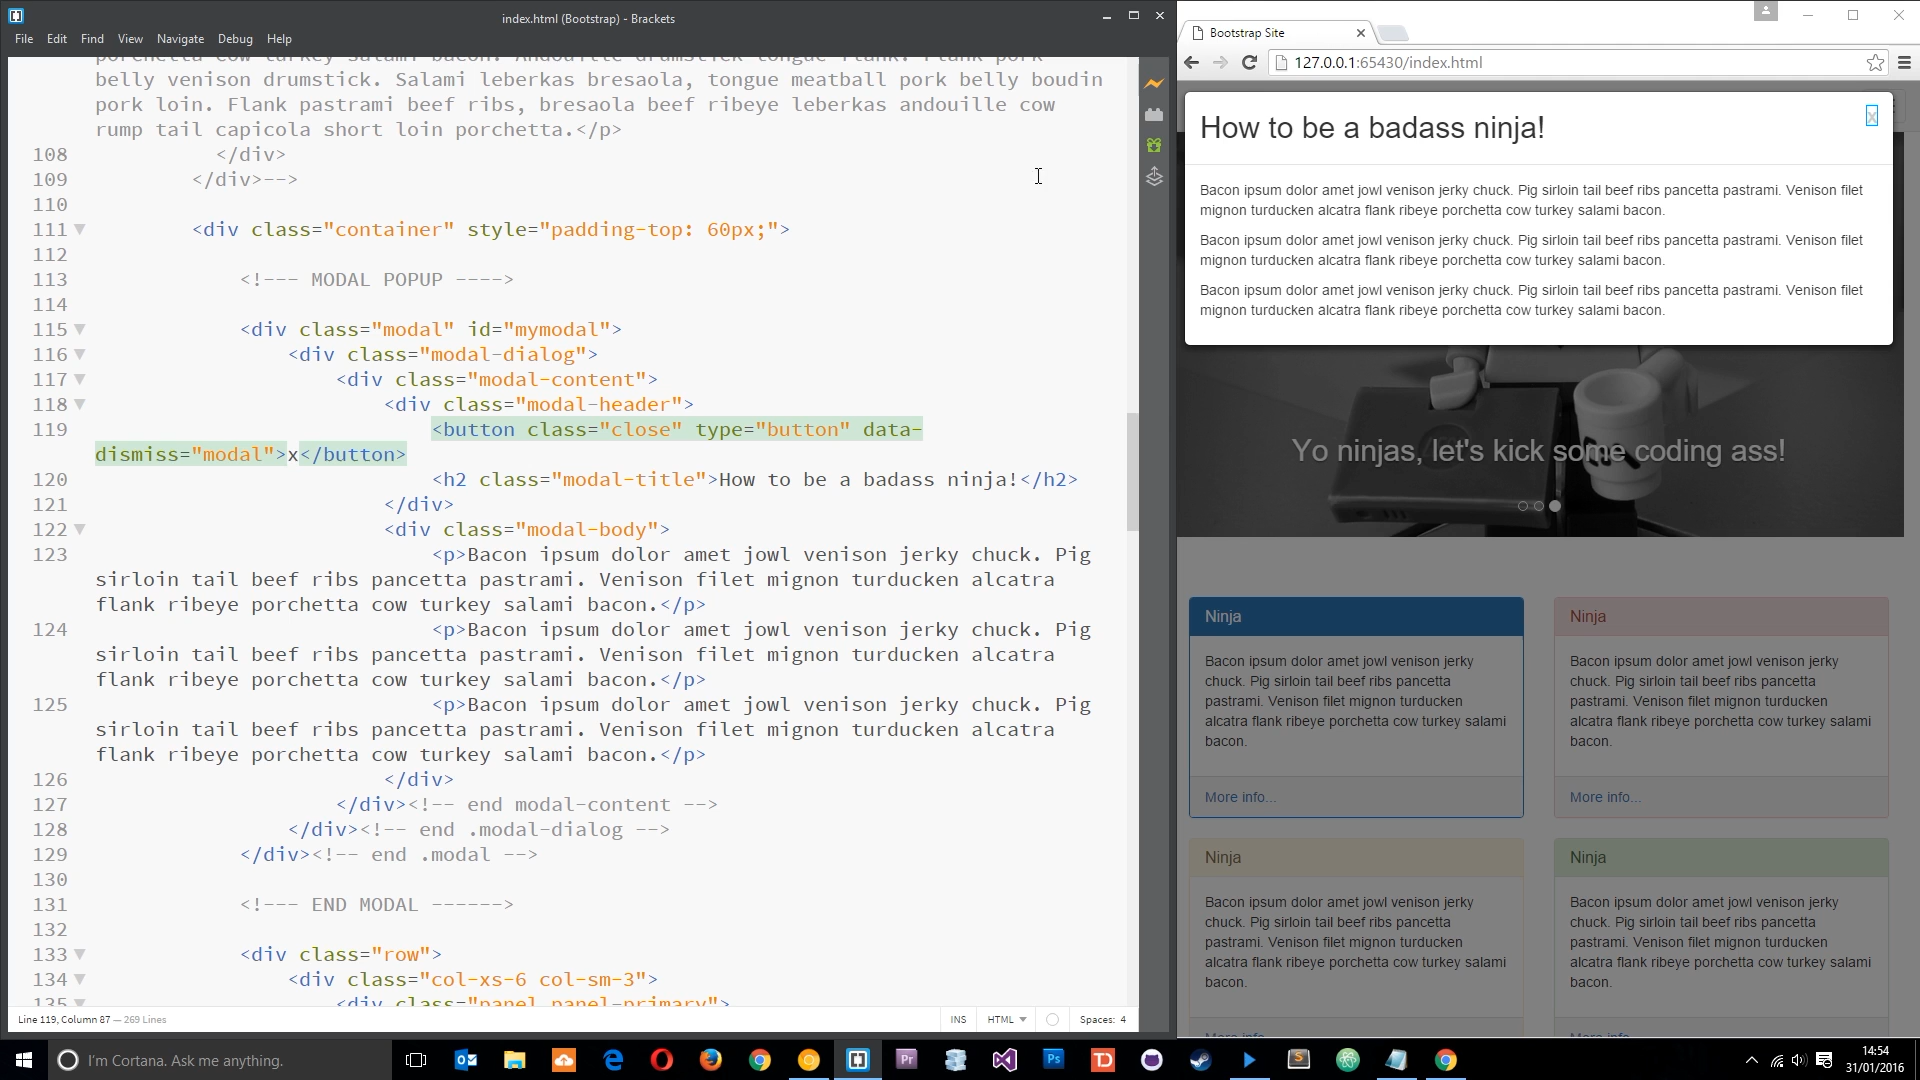 index.html (Bootstrap) - Brackets
File Edit Find View Navigate Debug Help
belly venison drumstick. Salami leberkas bresaola, tongue meatball pork belly boudin
pork loin. Flank pastrami beef ribs, bresaola beef ribeye leberkas andouille cow
rump tail capicola short loin porchetta.</p>
108 </div>
109 </div>-->
110
111 <div class="container" style="padding-top: 60px;">
112
113 <!--- MODAL POPUP ---->
114
115 <div class="modal" id="mymodal">
116 <div class="modal-dialog">
117 <div class="modal-content">
118 <div class="modal-header">
119 <button class="close" type="button" data-
dismiss="modal">x</button>
120 <h2 class="modal-title">How to be a badass ninja!</h2>
121 </div>
122 <div class="modal-body">
123 <p>Bacon ipsum dolor amet jowl venison jerky chuck. Pig
sirloin tail beef ribs pancetta pastrami. Venison filet mignon turducken alcatra
flank ribeye porchetta cow turkey salami bacon.</p>
124 <p>Bacon ipsum dolor amet jowl venison jerky chuck. Pig
sirloin tail beef ribs pancetta pastrami. Venison filet mignon turducken alcatra
flank ribeye porchetta cow turkey salami bacon.</p>
125 <p>Bacon ipsum dolor amet jowl venison jerky chuck. Pig
sirloin tail beef ribs pancetta pastrami. Venison filet mignon turducken alcatra
flank ribeye porchetta cow turkey salami bacon.</p>
126 </div>
127 </div><!-- end modal-content -->
128 </div><!-- end .modal-dialog -->
129 </div><!-- end .modal -->
130
131 <!--- END MODAL ------>
132
133 <div class="row">
134 <div class="col-xs-6 col-sm-3">
135 <div class="panel panel-primary">
Line 119, Column 87 — 269 Lines
INS HTML Spaces: 4
Bootstrap Site
127.0.0.1:65430/index.html
How to be a badass ninja!
x
Bacon ipsum dolor amet jowl venison jerky chuck. Pig sirloin tail beef ribs pancetta pastrami. Venison filet
mignon turducken alcatra flank ribeye porchetta cow turkey salami bacon.
Bacon ipsum dolor amet jowl venison jerky chuck. Pig sirloin tail beef ribs pancetta pastrami. Venison filet
mignon turducken alcatra flank ribeye porchetta cow turkey salami bacon.
Bacon ipsum dolor amet jowl venison jerky chuck. Pig sirloin tail beef ribs pancetta pastrami. Venison filet
mignon turducken alcatra flank ribeye porchetta cow turkey salami bacon.
Yo ninjas, let's kick some coding ass!
Ninja
Bacon ipsum dolor amet jowl venison jerky
chuck. Pig sirloin tail beef ribs pancetta
pastrami. Venison filet mignon turducken
alcatra flank ribeye porchetta cow turkey salami
bacon.
More info...
Ninja
Bacon ipsum dolor amet jowl venison jerky
chuck. Pig sirloin tail beef ribs pancetta
pastrami. Venison filet mignon turducken
alcatra flank ribeye porchetta cow turkey salami
bacon.
More info...
Ninja
Bacon ipsum dolor amet jowl venison jerky
chuck. Pig sirloin tail beef ribs pancetta
pastrami. Venison filet mignon turducken
alcatra flank ribeye porchetta cow turkey salami
bacon.
Ninja
Bacon ipsum dolor amet jowl venison jerky
chuck. Pig sirloin tail beef ribs pancetta
pastrami. Venison filet mignon turducken
alcatra flank ribeye porchetta cow turkey salami
bacon.
I'm Cortana. Ask me anything.
14:54
31/01/2016